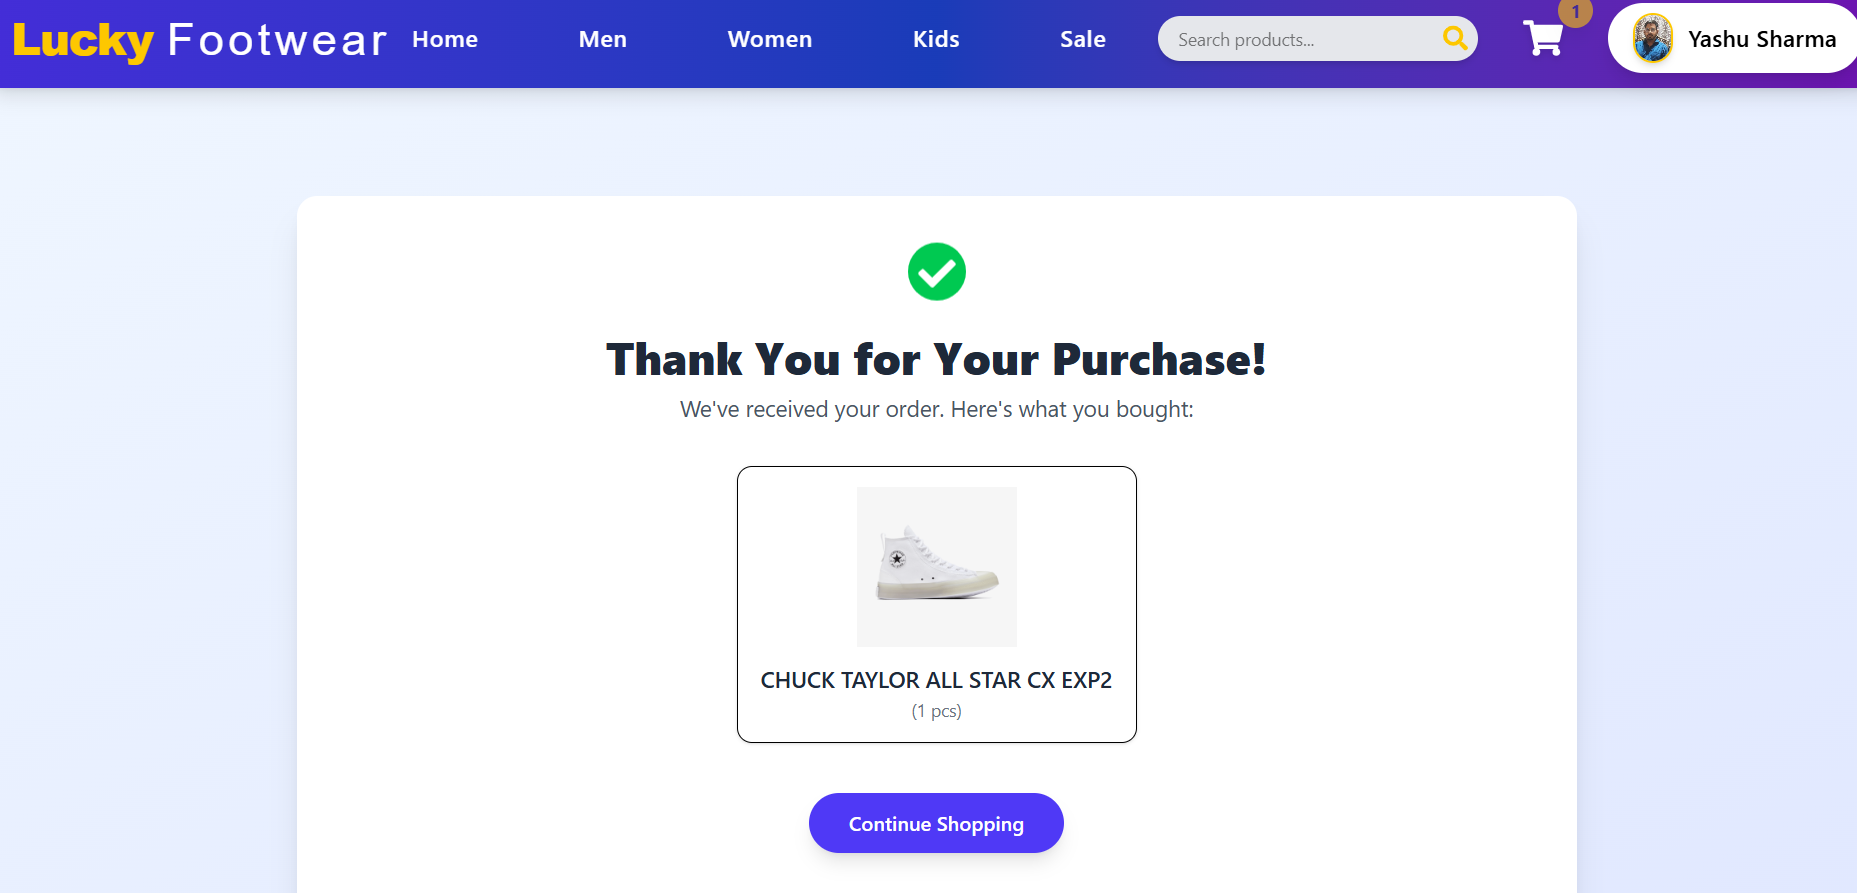 Lucky Footwear Home Men Women Kids Sale Search products... 1 Yashu Sharma
Thank You for Your Purchase!
We've received your order. Here's what you bought:
CHUCK TAYLOR ALL STAR CX EXP2
(1 pcs)
Continue Shopping